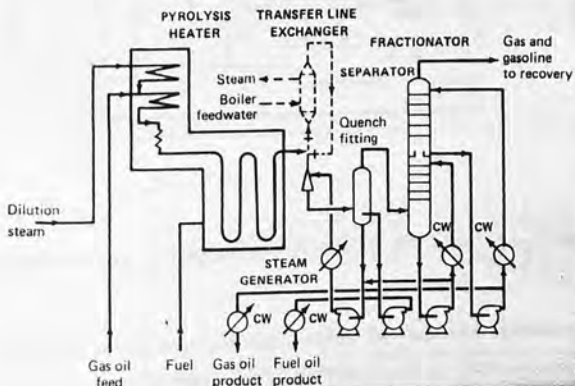 PYROLYSIS
HEATER
TRANSFER LINE
EXCHANGER
FRACTIONATOR
SEPARATOR
Gas and
gasoline
to recovery
Steam
Boiler
feedwater
Quench
fitting
Dilution
steam
CW
CW
STEAM
GENERATOR
CW
CW
Gas oil
feed
Fuel
Gas oil
product
Fuel oil
product